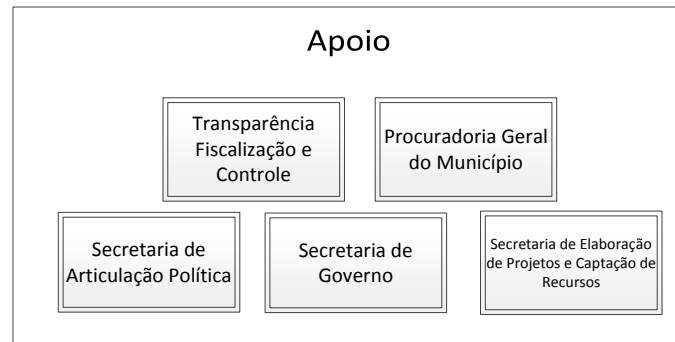 Apoio
Transparência
Fiscalização e
Controle
Procuradoria Geral
do Município
Secretaria de
Articulação Política
Secretaria de
Governo
Secretaria de Elaboração
de Projetos e Captação de
Recursos